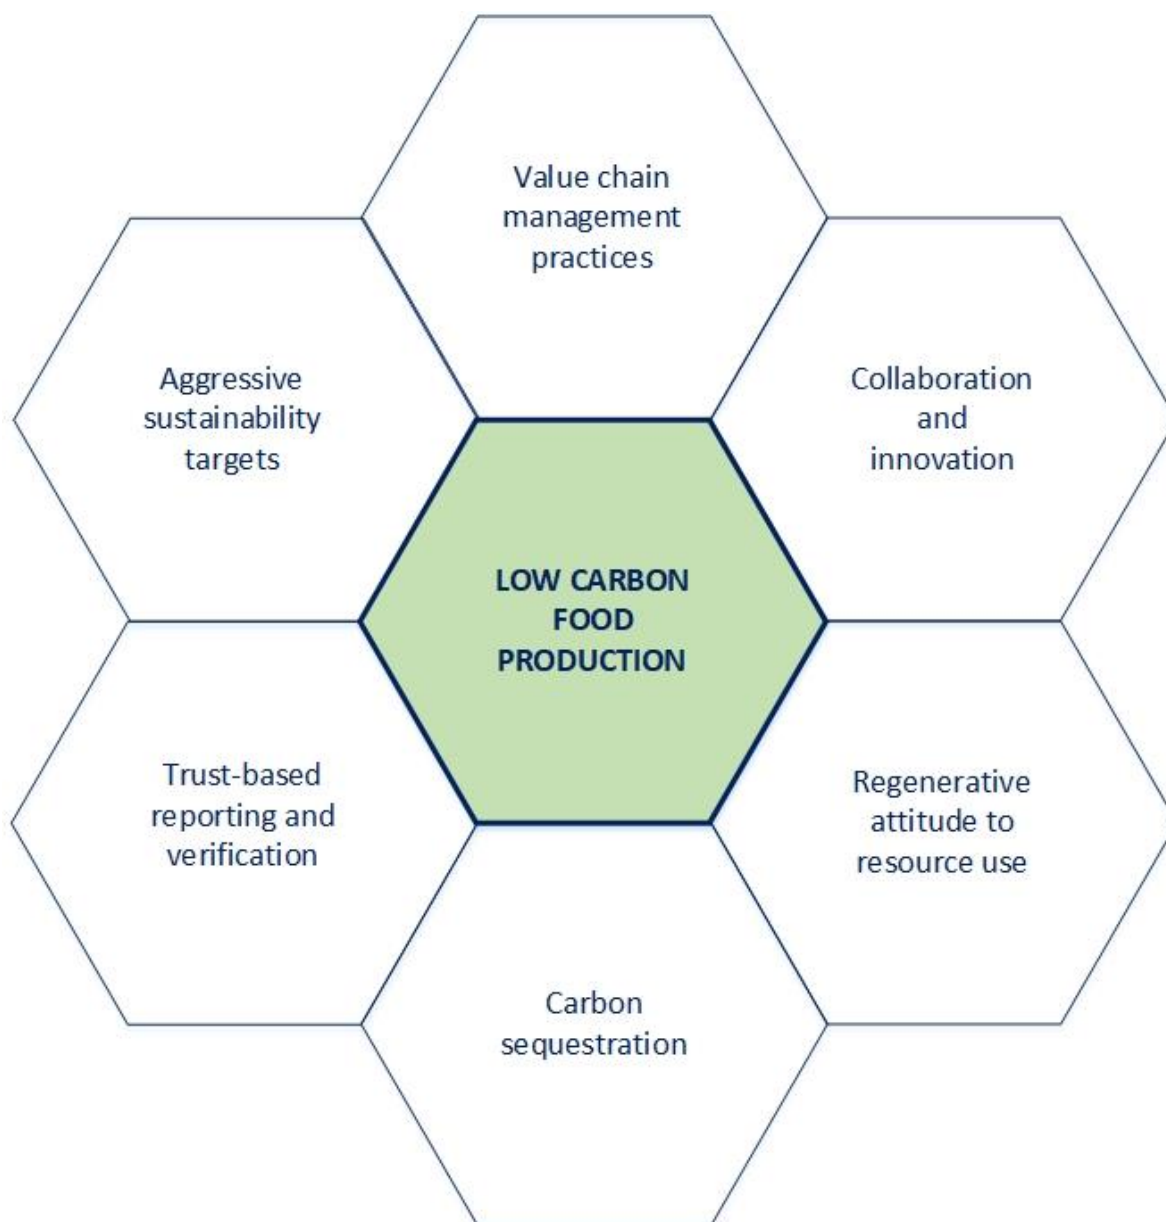 Value chain
management
practices
Aggressive
sustainability
targets
Collaboration
and
innovation
LOW CARBON
FOOD
PRODUCTION
Trust-based
reporting and
verification
Regenerative
attitude to
resource use
Carbon
sequestration